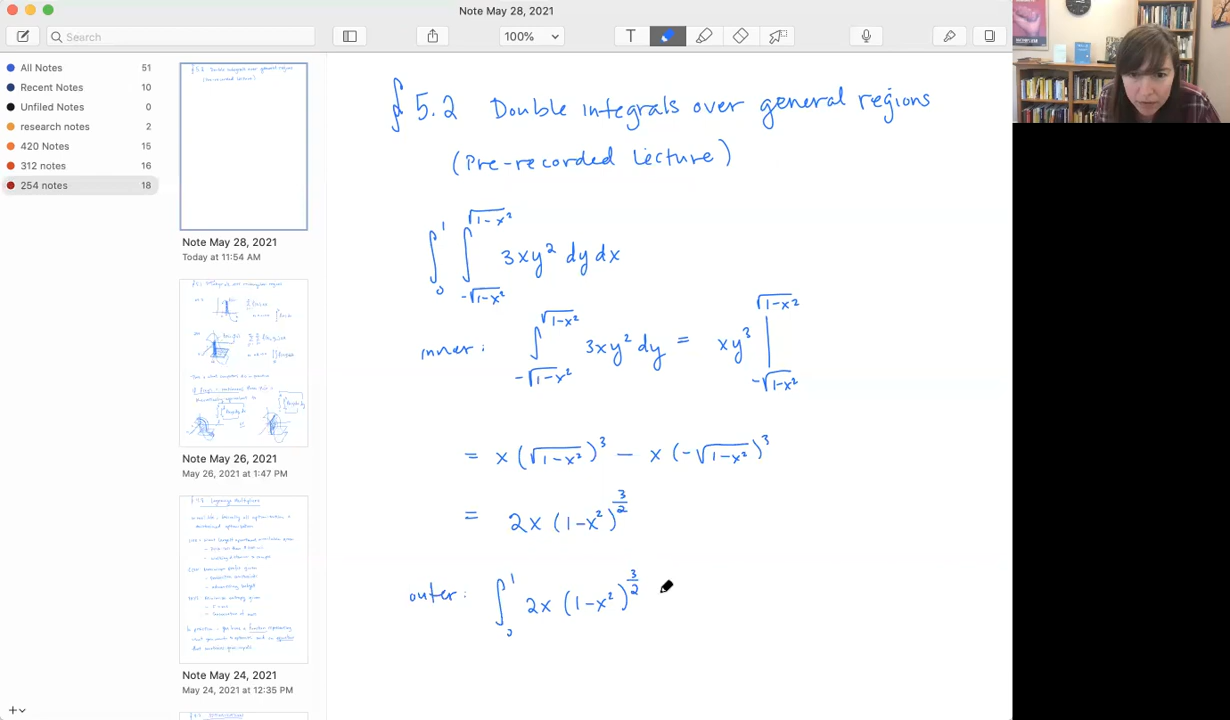 Note May 28, 2021
Search
100%
T
All Notes 51
Recent Notes 10
Unfiled Notes 0
research notes 2
420 Notes 15
312 notes 16
254 notes 18
Note May 28, 2021
Today at 11:54 AM
Note May 26, 2021
May 26, 2021 at 1:47 PM
Note May 24, 2021
May 24, 2021 at 12:35 PM
§ 5.2 Double integrals over general regions
(Pre-recorded Lecture)
∫₀¹ ∫_{-√(1-x²)}^{√(1-x²)} 3xy² dy dx
inner: ∫_{-√(1-x²)}^{√(1-x²)} 3xy² dy = xy³ |_{-√(1-x²)}^{√(1-x²)}
= x (√(1-x²))³ - x (-√(1-x²))³
= 2x (1-x²)^{3/2}
outer: ∫₀¹ 2x (1-x²)^{3/2}